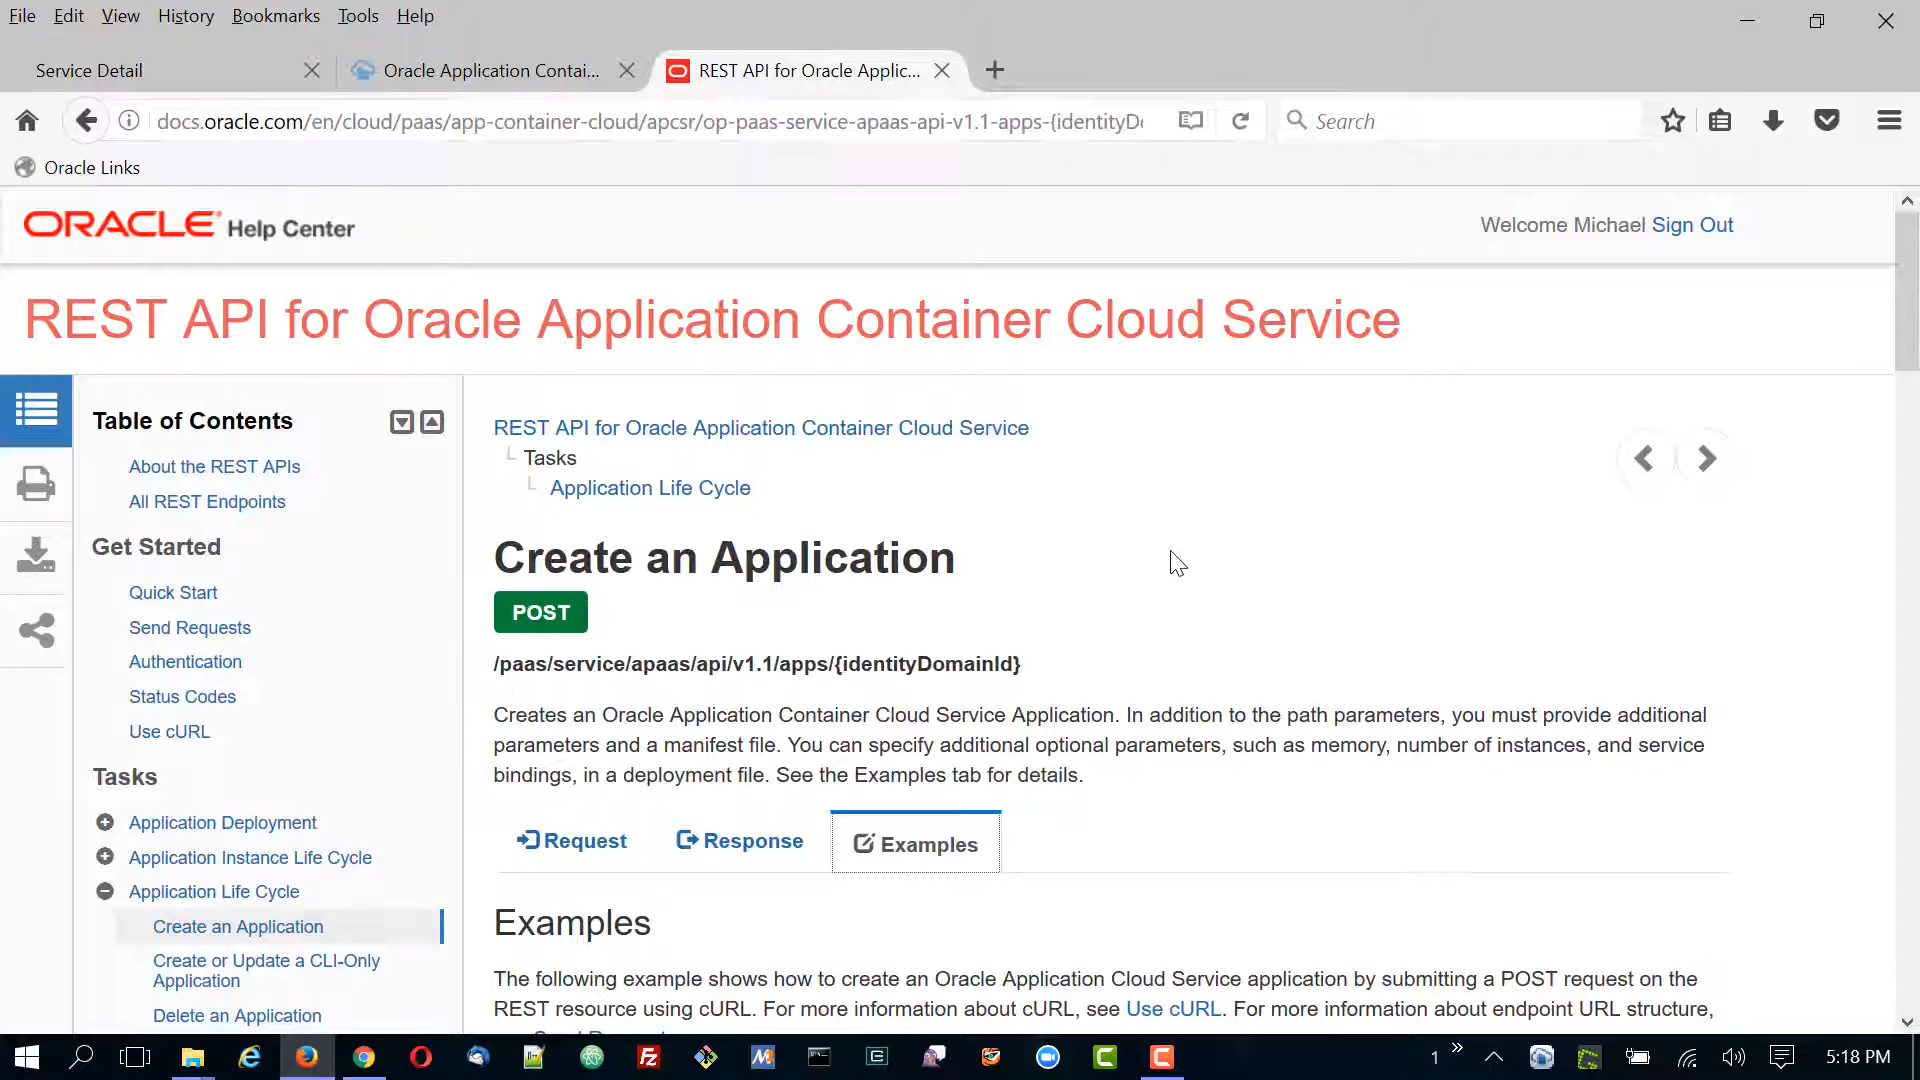 File Edit View History Bookmarks Tools Help
Service Detail
Oracle Application Contai...
REST API for Oracle Applic...
docs.oracle.com/en/cloud/paas/app-container-cloud/apcsr/op-paas-service-apaas-api-v1.1-apps-{identityDo
Search
Oracle Links
ORACLE Help Center
Welcome Michael Sign Out
REST API for Oracle Application Container Cloud Service
Table of Contents
About the REST APIs
All REST Endpoints
Get Started
Quick Start
Send Requests
Authentication
Status Codes
Use cURL
Tasks
Application Deployment
Application Instance Life Cycle
Application Life Cycle
Create an Application
Create or Update a CLI-Only
Application
Delete an Application
REST API for Oracle Application Container Cloud Service
Tasks
Application Life Cycle
Create an Application
POST
/paas/service/apaas/api/v1.1/apps/{identityDomainId}
Creates an Oracle Application Container Cloud Service Application. In addition to the path parameters, you must provide additional
parameters and a manifest file. You can specify additional optional parameters, such as memory, number of instances, and service
bindings, in a deployment file. See the Examples tab for details.
Request Response Examples
Examples
The following example shows how to create an Oracle Application Cloud Service application by submitting a POST request on the
REST resource using cURL. For more information about cURL, see Use cURL. For more information about endpoint URL structure,
1
5:18 PM